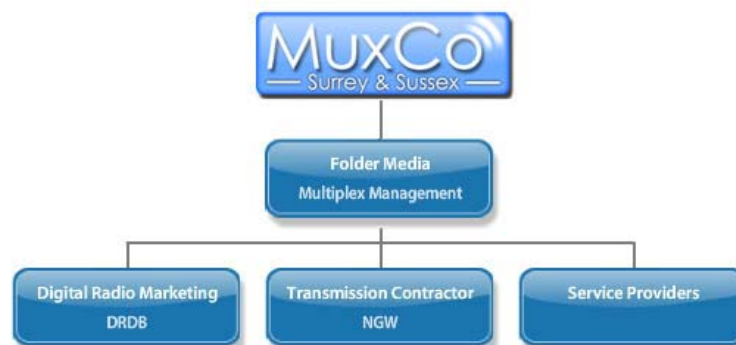 MuxCo
Surrey & Sussex
Folder Media
Multiplex Management
Digital Radio Marketing
DRDB
Transmission Contractor
NGW
Service Providers